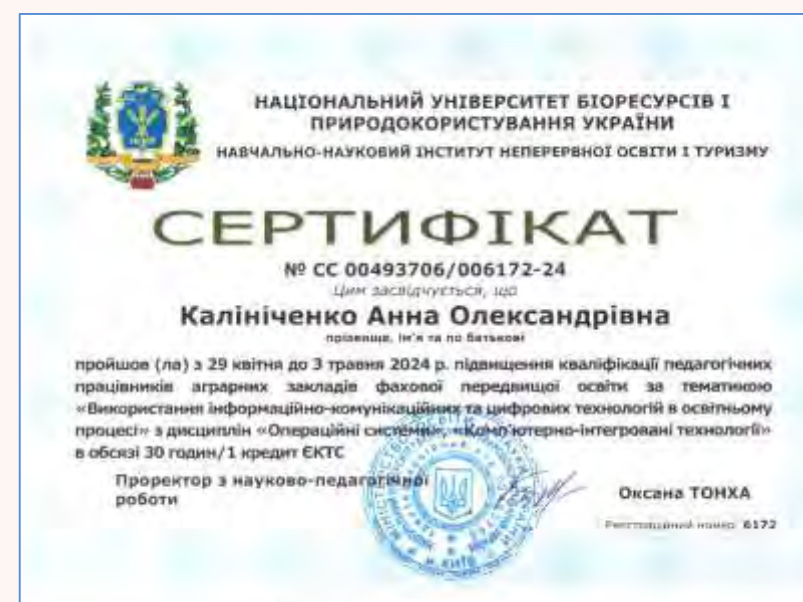 НАЦІОНАЛЬНИЙ УНІВЕРСИТЕТ БІОРЕСУРСІВ І
ПРИРОДОКОРИСТУВАННЯ УКРАЇНИ
НАВЧАЛЬНО-НАУКОВИЙ ІНСТИТУТ НЕПЕРЕРВНОЇ ОСВІТИ І ТУРИЗМУ
СЕРТИФІКАТ
№ СС 00493706/006172-24
Цим засвідчується, що
Калініченко Анна Олександрівна
прізвище, ім'я та по батькові
пройшов (ла) з 29 квітня до 3 травня 2024 р. підвищення кваліфікації педагогічних
працівників аграрних закладів фахової передвищої освіти за тематикою
«Використання інформаційно-комунікаційних та цифрових технологій в освітньому
процесі» з дисциплін «Операційні системи», «Комп'ютерно-інтегровані технології»
в обсязі 30 годин/1 кредит ЄКТС
Проректор з науково-педагогічної
роботи
Оксана ТОНХА
Реєстраційний номер 6172